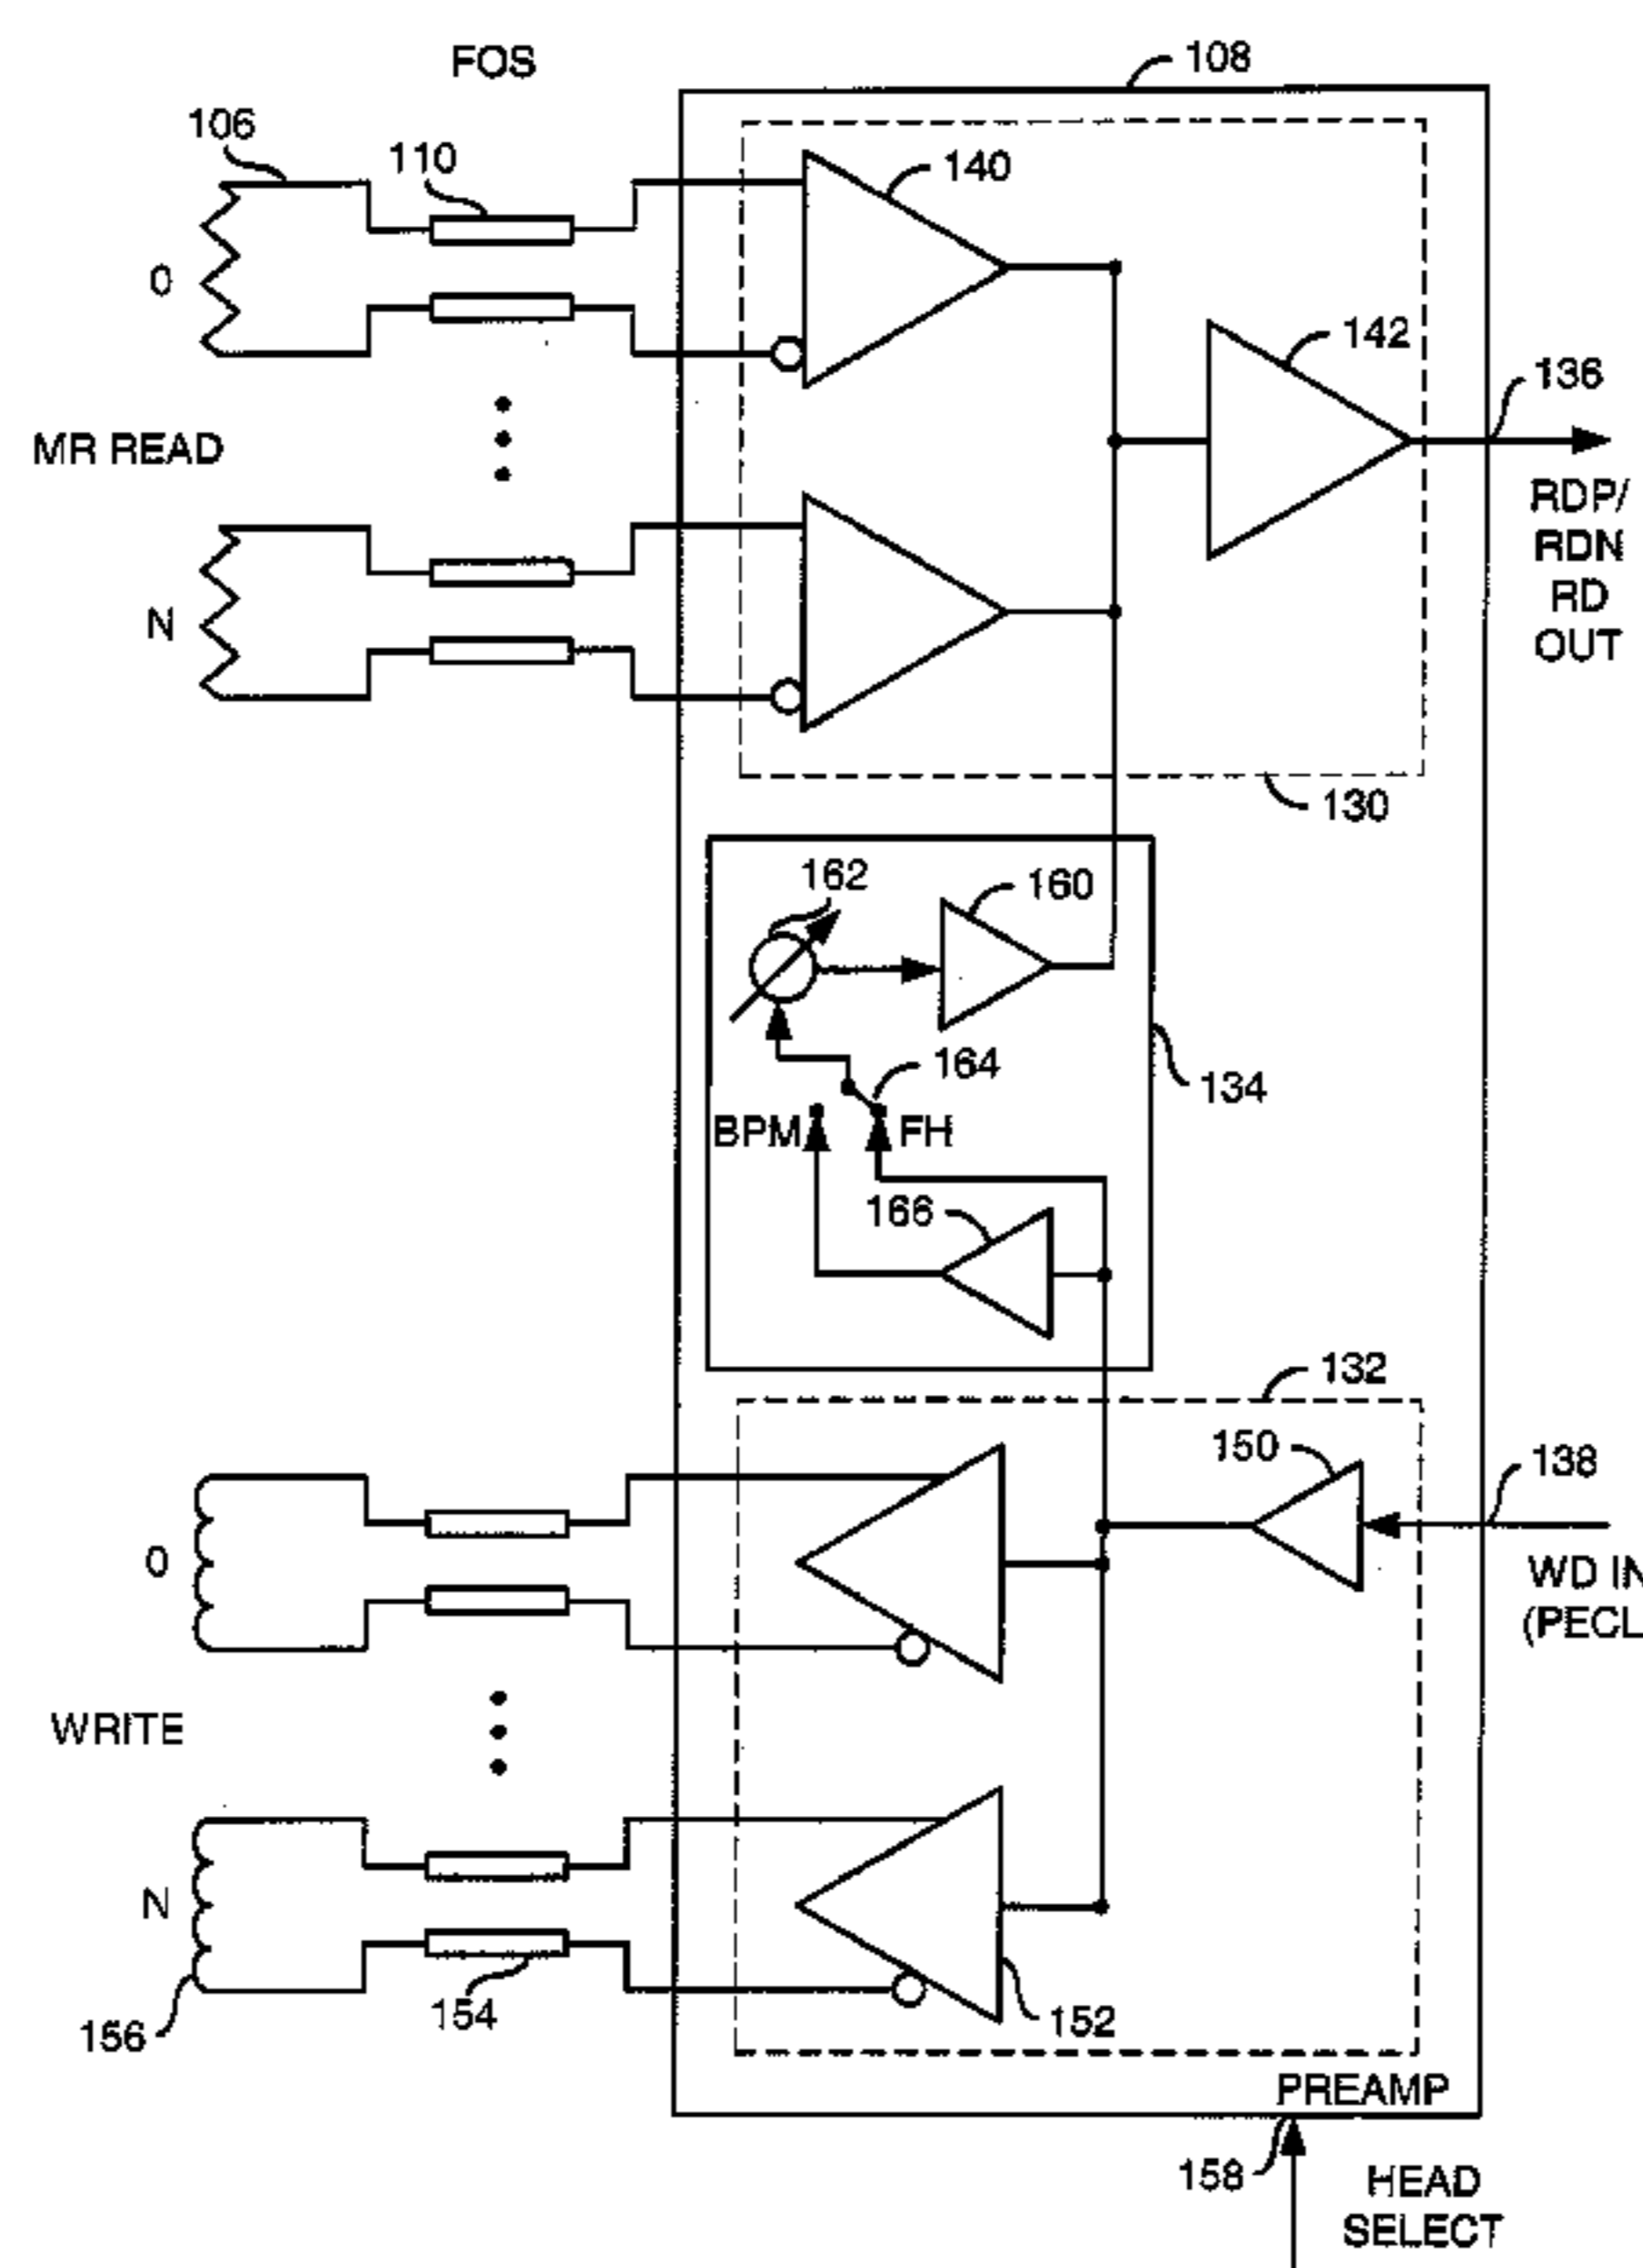 FOS
108
106
110
140
0
142
136
MR READ
RDP/
RDN
RD
OUT
N
130
162
160
164
134
BPM
FH
166
132
150
138
0
WD IN
(PECL
WRITE
N
154
152
156
PREAMP
158
HEAD
SELECT